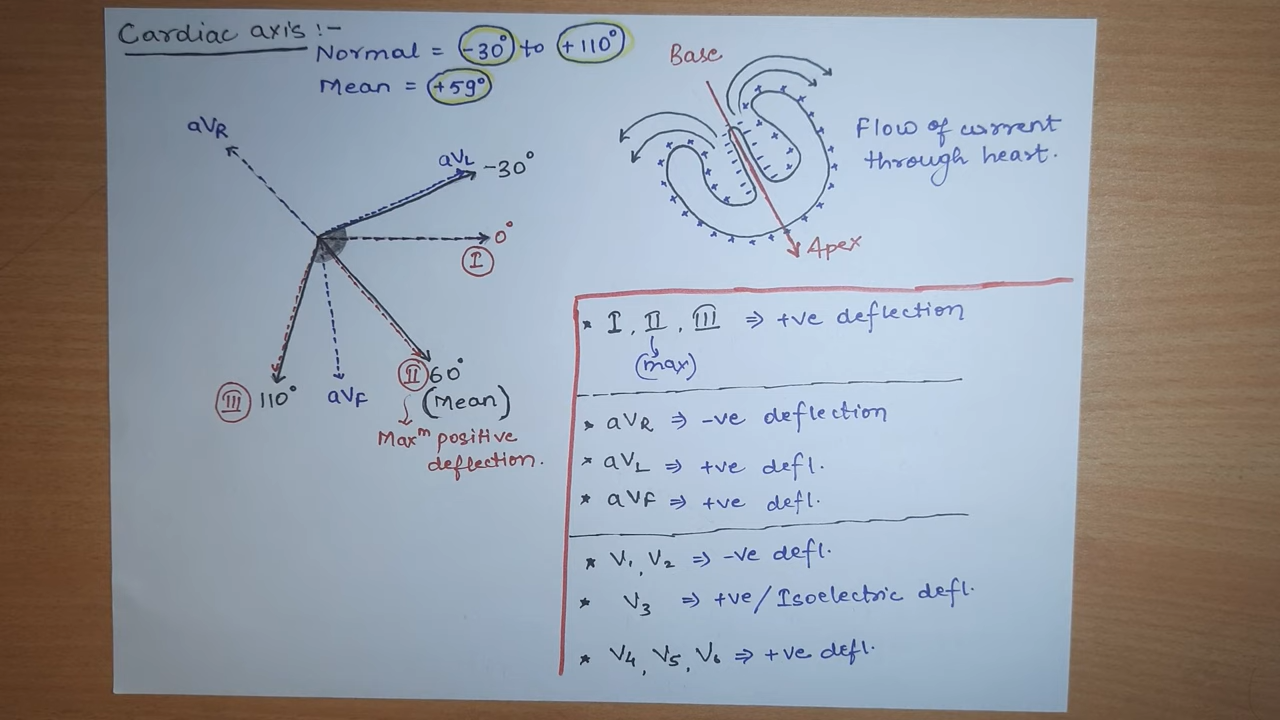 Cardiac axis :-
Normal = -30° to +110°
Mean = +59°
aVR
aVL -30°
0°
I
III 110°
aVF
II 60°
(Mean)
Maxᵐ positive
deflection.
Base
Apex
Flow of current
through heart.
* I, II, III ⇒ +ve deflection
(max)
* aVR ⇒ -ve deflection
* aVL ⇒ +ve defl.
* aVF ⇒ +ve defl.
* V₁, V₂ ⇒ -ve defl.
* V₃ ⇒ +ve/Isoelectric defl.
* V₄, V₅, V₆ ⇒ +ve defl.